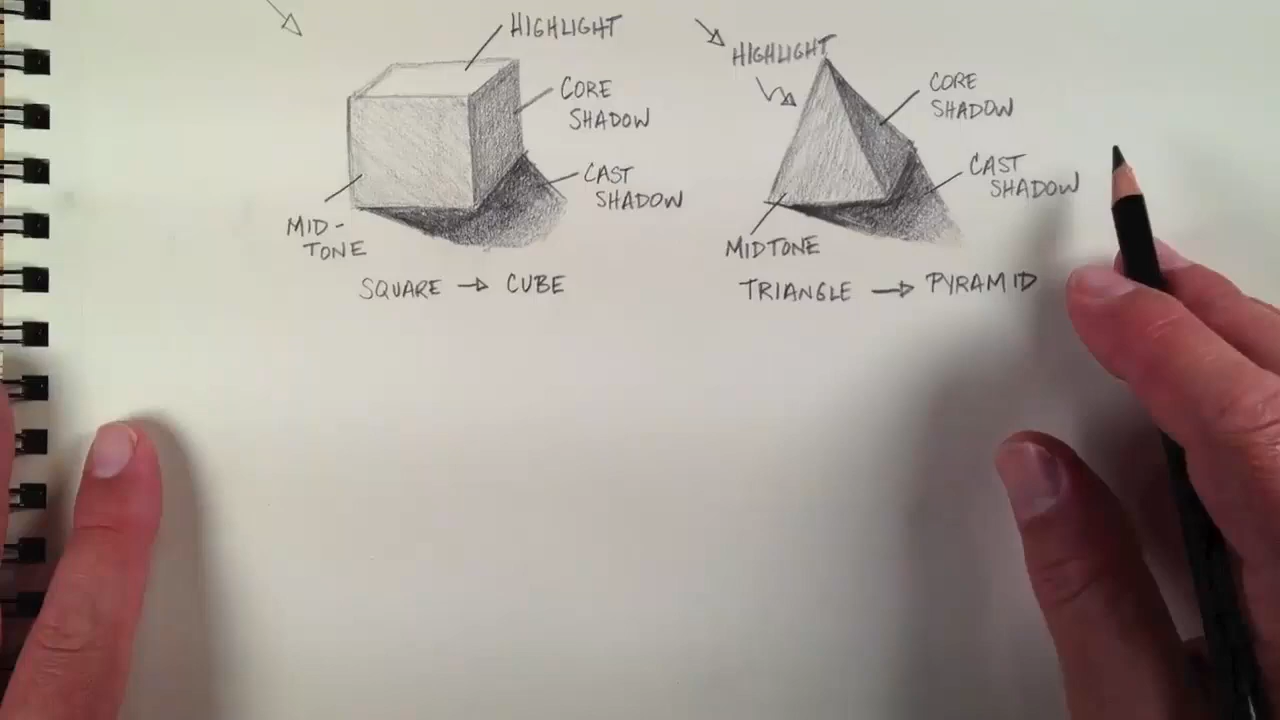 HIGHLIGHT
CORE
SHADOW
CAST
SHADOW
MID-
TONE
SQUARE → CUBE
HIGHLIGHT
CORE
SHADOW
CAST
SHADOW
MIDTONE
TRIANGLE → PYRAMID